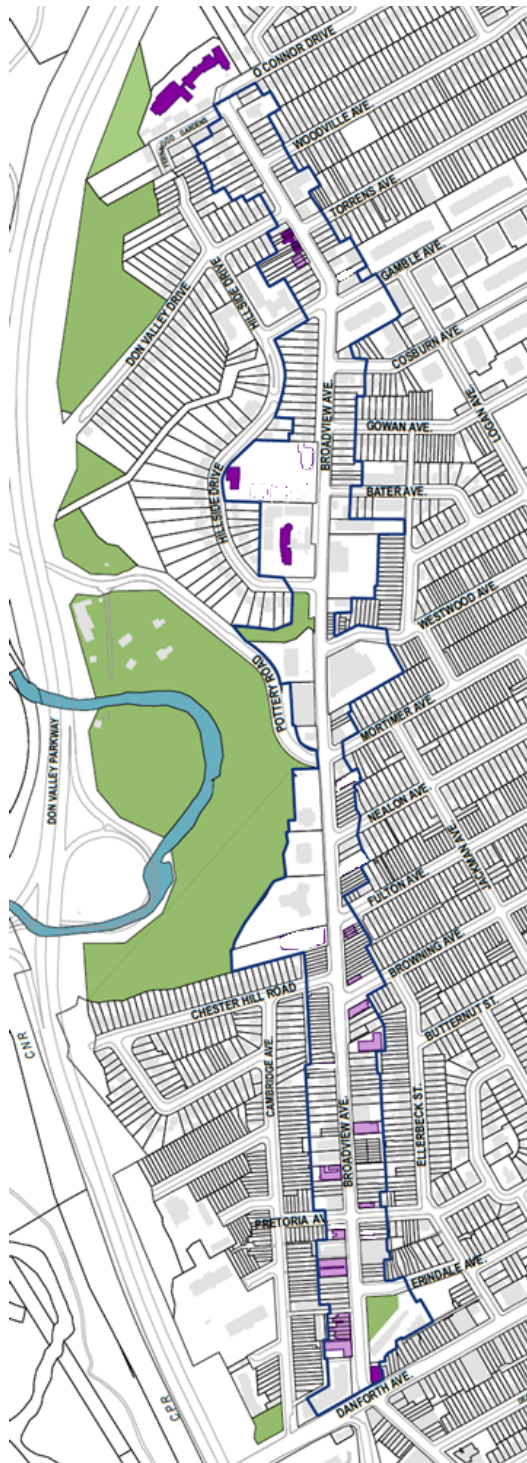 O'CONNOR DRIVE
GARDENS
WOODVILLE AVE.
TORRENS AVE.
GAMBLE AVE.
HILLSIDE DRIVE
DON VALLEY DRIVE
COSBURN AVE.
BROADVIEW AVE.
LOGAN AVE.
GOWAN AVE.
HILLSIDE DRIVE
BATER AVE.
WESTWOOD AVE.
POTTERY ROAD
MORTIMER AVE.
DON VALLEY PARKWAY
NEALON AVE.
JACKMAN AVE.
FULTON AVE.
BROWNING AVE.
CHESTER HILL ROAD
BUTTERNUT ST.
CNR
CAMBRIDGE AVE.
BROADVIEW AVE.
ELLERBECK ST.
PRETORIA AV
ERINDALE AVE.
DANFORTH AVE.
CPR